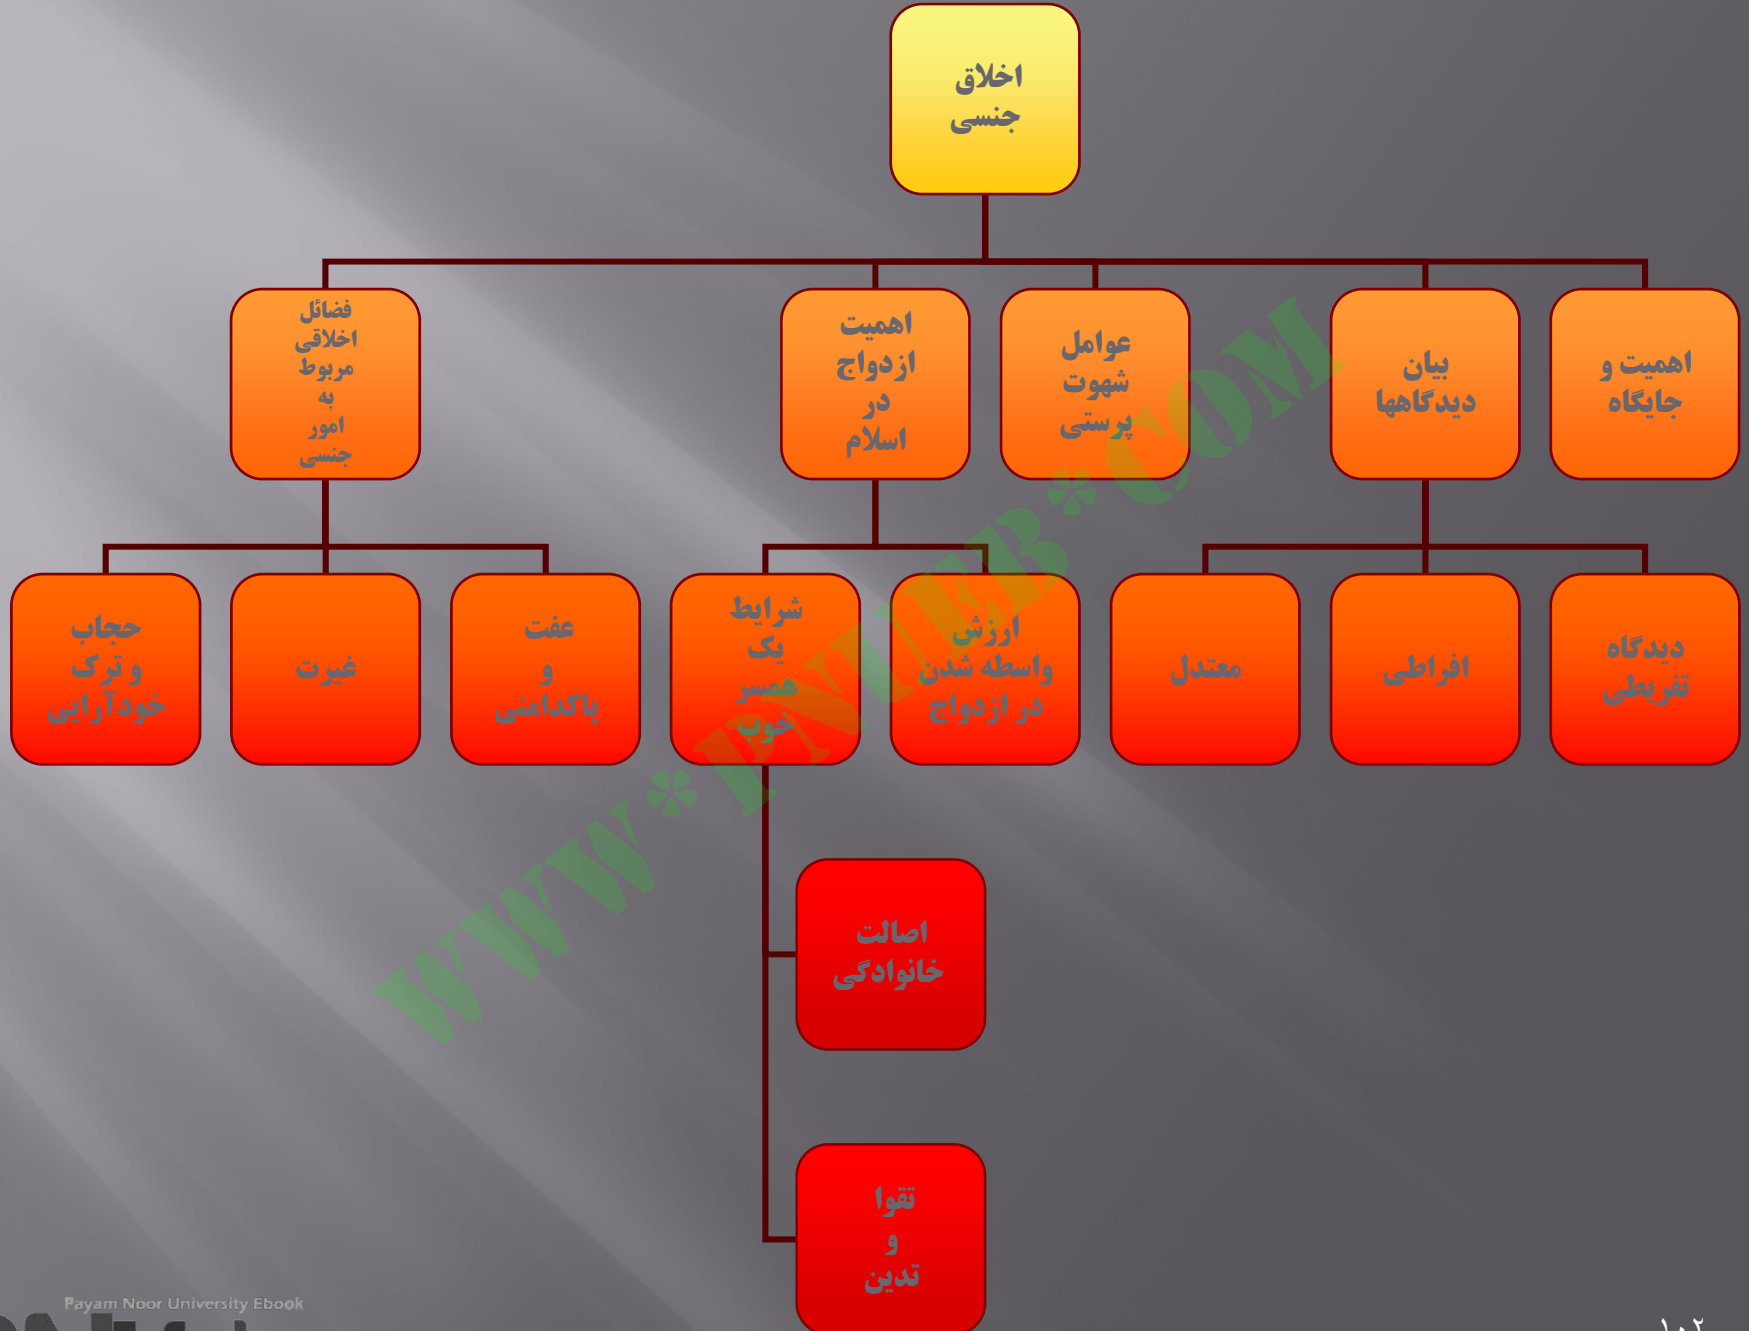 اخلاق
جنسی
اهمیت و
جایگاه
بیان
دیدگاهها
عوامل
شهوت
پرستی
اهمیت
ازدواج
در
اسلام
فضائل
اخلاقی
مربوط
به
امور
جنسی
دیدگاه
تفریطی
افراطی
معتدل
ارزش
واسطه شدن
در ازدواج
شرایط
یک
همسر
خوب
عفت
و
پاکدامنی
غیرت
حجاب
و ترک
خودآرایی
اصالت
خانوادگی
تقوا
و
تدین
WWW*PNUEB*COM
Payam Noor University Ebook
۱۰۲